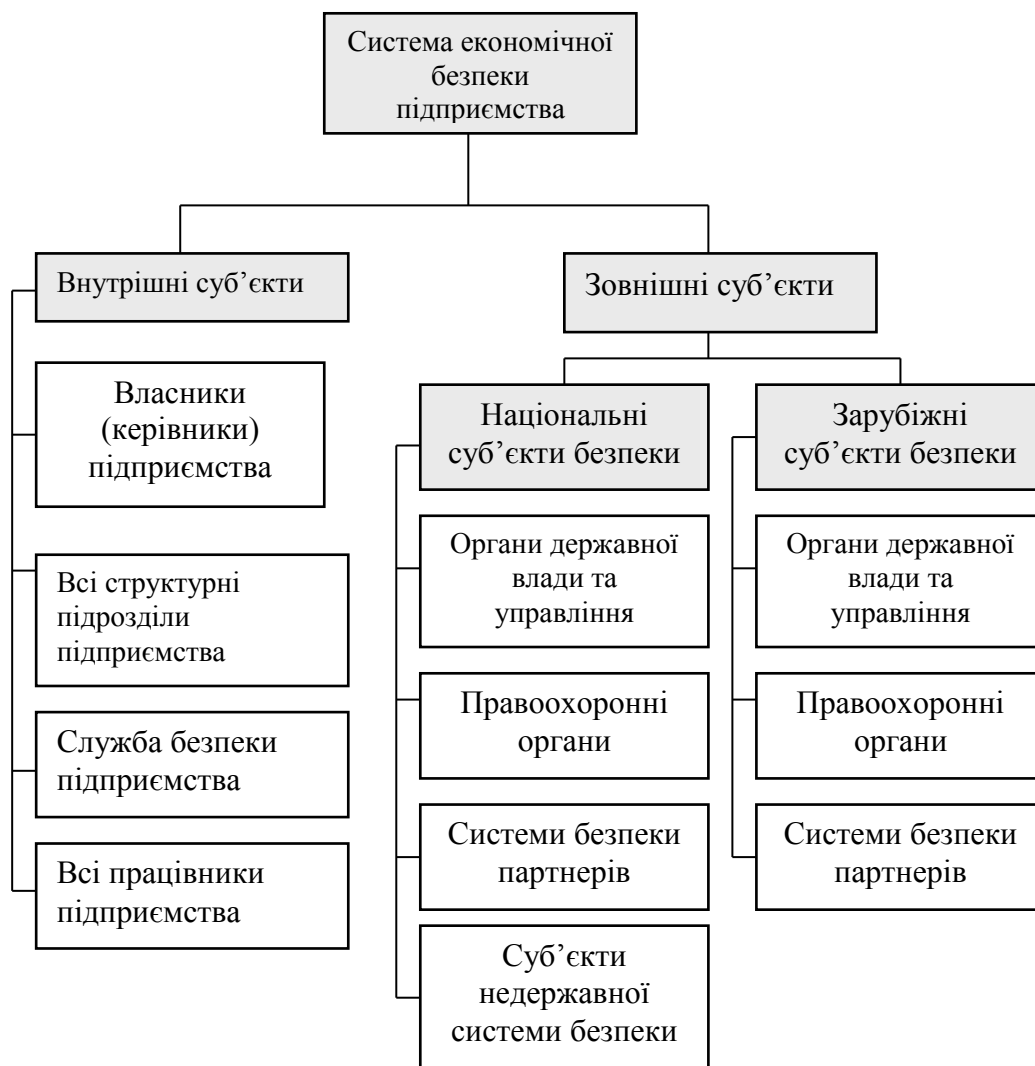 Система економічної
безпеки
підприємства
Внутрішні суб’єкти
Власники
(керівники)
підприємства
Всі структурні
підрозділи
підприємства
Служба безпеки
підприємства
Всі працівники
підприємства
Зовнішні суб’єкти
Національні
суб’єкти безпеки
Органи державної
влади та
управління
Правоохоронні
органи
Системи безпеки
партнерів
Суб’єкти
недержавної
системи безпеки
Зарубіжні
суб’єкти безпеки
Органи державної
влади та
управління
Правоохоронні
органи
Системи безпеки
партнерів